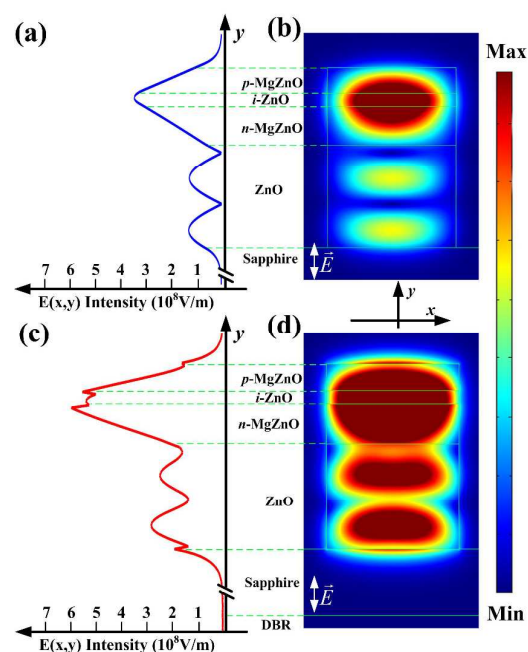 (a)
y
p-MgZnO
i-ZnO
n-MgZnO
ZnO
Sapphire
7 6 5 4 3 2 1
E(x,y) Intensity (10⁸V/m)
(b)
E⃗
Max
y
x
(c)
y
p-MgZnO
i-ZnO
n-MgZnO
ZnO
Sapphire
DBR
7 6 5 4 3 2 1
E(x,y) Intensity (10⁸V/m)
(d)
E⃗
Min